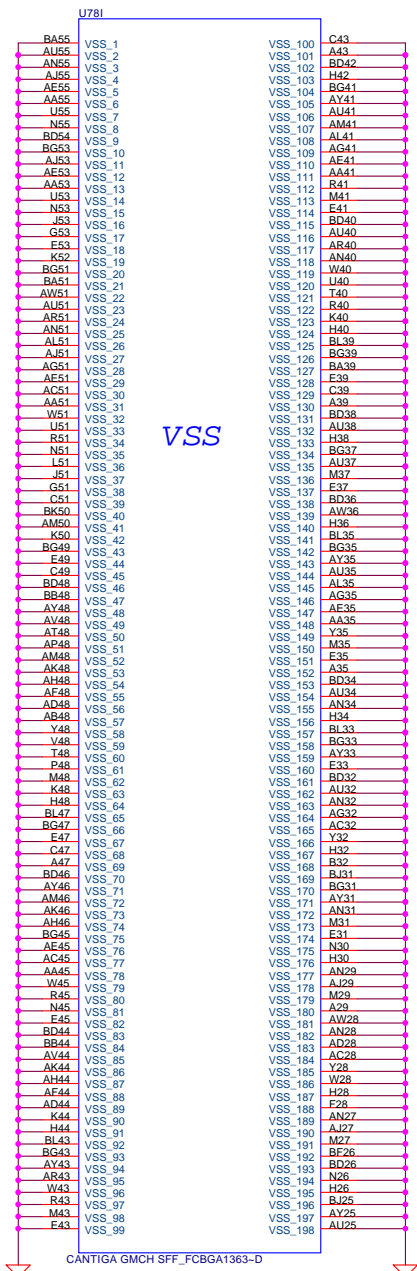 U78I
BA55 VSS_1 VSS_100 C43
AU55 VSS_2 VSS_101 A43
AN55 VSS_3 VSS_102 BD42
AJ55 VSS_4 VSS_103 H42
AE55 VSS_5 VSS_104 BG41
AA55 VSS_6 VSS_105 AY41
U55 VSS_7 VSS_106 AU41
N55 VSS_8 VSS_107 AM41
BD54 VSS_9 VSS_108 AL41
BG53 VSS_10 VSS_109 AG41
AJ53 VSS_11 VSS_110 AE41
AE53 VSS_12 VSS_111 AA41
AA53 VSS_13 VSS_112 R41
U53 VSS_14 VSS_113 M41
N53 VSS_15 VSS_114 E41
J53 VSS_16 VSS_115 BD40
G53 VSS_17 VSS_116 AU40
E53 VSS_18 VSS_117 AR40
K52 VSS_19 VSS_118 AN40
BG51 VSS_20 VSS_119 W40
BA51 VSS_21 VSS_120 U40
AW51 VSS_22 VSS_121 T40
AU51 VSS_23 VSS_122 R40
AR51 VSS_24 VSS_123 K40
AN51 VSS_25 VSS_124 H40
AL51 VSS_26 VSS_125 BL39
AJ51 VSS_27 VSS_126 BG39
AG51 VSS_28 VSS_127 BA39
AE51 VSS_29 VSS_128 E39
AC51 VSS_30 VSS_129 C39
AA51 VSS_31 VSS_130 A39
W51 VSS_32 VSS_131 BD38
U51 VSS_33 VSS_132 AU38
VSS
R51 VSS_34 VSS_133 H38
N51 VSS_35 VSS_134 BG37
L51 VSS_36 VSS_135 AU37
J51 VSS_37 VSS_136 M37
G51 VSS_38 VSS_137 E37
C51 VSS_39 VSS_138 BD36
BK50 VSS_40 VSS_139 AW36
AM50 VSS_41 VSS_140 H36
K50 VSS_42 VSS_141 BL35
BG49 VSS_43 VSS_142 BG35
E49 VSS_44 VSS_143 AY35
C49 VSS_45 VSS_144 AU35
BD48 VSS_46 VSS_145 AL35
BB48 VSS_47 VSS_146 AG35
AY48 VSS_48 VSS_147 AE35
AV48 VSS_49 VSS_148 AA35
AT48 VSS_50 VSS_149 Y35
AP48 VSS_51 VSS_150 M35
AM48 VSS_52 VSS_151 E35
AK48 VSS_53 VSS_152 A35
AH48 VSS_54 VSS_153 BD34
AF48 VSS_55 VSS_154 AU34
AD48 VSS_56 VSS_155 AN34
AB48 VSS_57 VSS_156 H34
Y48 VSS_58 VSS_157 BL33
V48 VSS_59 VSS_158 BG33
T48 VSS_60 VSS_159 AY33
P48 VSS_61 VSS_160 E33
M48 VSS_62 VSS_161 BD32
K48 VSS_63 VSS_162 AU32
H48 VSS_64 VSS_163 AN32
BL47 VSS_65 VSS_164 AG32
BG47 VSS_66 VSS_165 AC32
E47 VSS_67 VSS_166 Y32
C47 VSS_68 VSS_167 H32
A47 VSS_69 VSS_168 B32
BD46 VSS_70 VSS_169 BJ31
AY46 VSS_71 VSS_170 BG31
AM46 VSS_72 VSS_171 AY31
AK46 VSS_73 VSS_172 AN31
AH46 VSS_74 VSS_173 M31
BG45 VSS_75 VSS_174 E31
AE45 VSS_76 VSS_175 N30
AC45 VSS_77 VSS_176 H30
AA45 VSS_78 VSS_177 AN29
W45 VSS_79 VSS_178 AJ29
R45 VSS_80 VSS_179 M29
N45 VSS_81 VSS_180 A29
E45 VSS_82 VSS_181 AW28
BD44 VSS_83 VSS_182 AN28
BB44 VSS_84 VSS_183 AD28
AV44 VSS_85 VSS_184 AC28
AK44 VSS_86 VSS_185 Y28
AH44 VSS_87 VSS_186 W28
AF44 VSS_88 VSS_187 H28
AD44 VSS_89 VSS_188 F28
K44 VSS_90 VSS_189 AN27
H44 VSS_91 VSS_190 AJ27
BL43 VSS_92 VSS_191 M27
BG43 VSS_93 VSS_192 BF26
AY43 VSS_94 VSS_193 BD26
AR43 VSS_95 VSS_194 N26
W43 VSS_96 VSS_195 H26
R43 VSS_97 VSS_196 BJ25
M43 VSS_98 VSS_197 AY25
E43 VSS_99 VSS_198 AU25
CANTIGA GMCH SFF_FCBGA1363~D